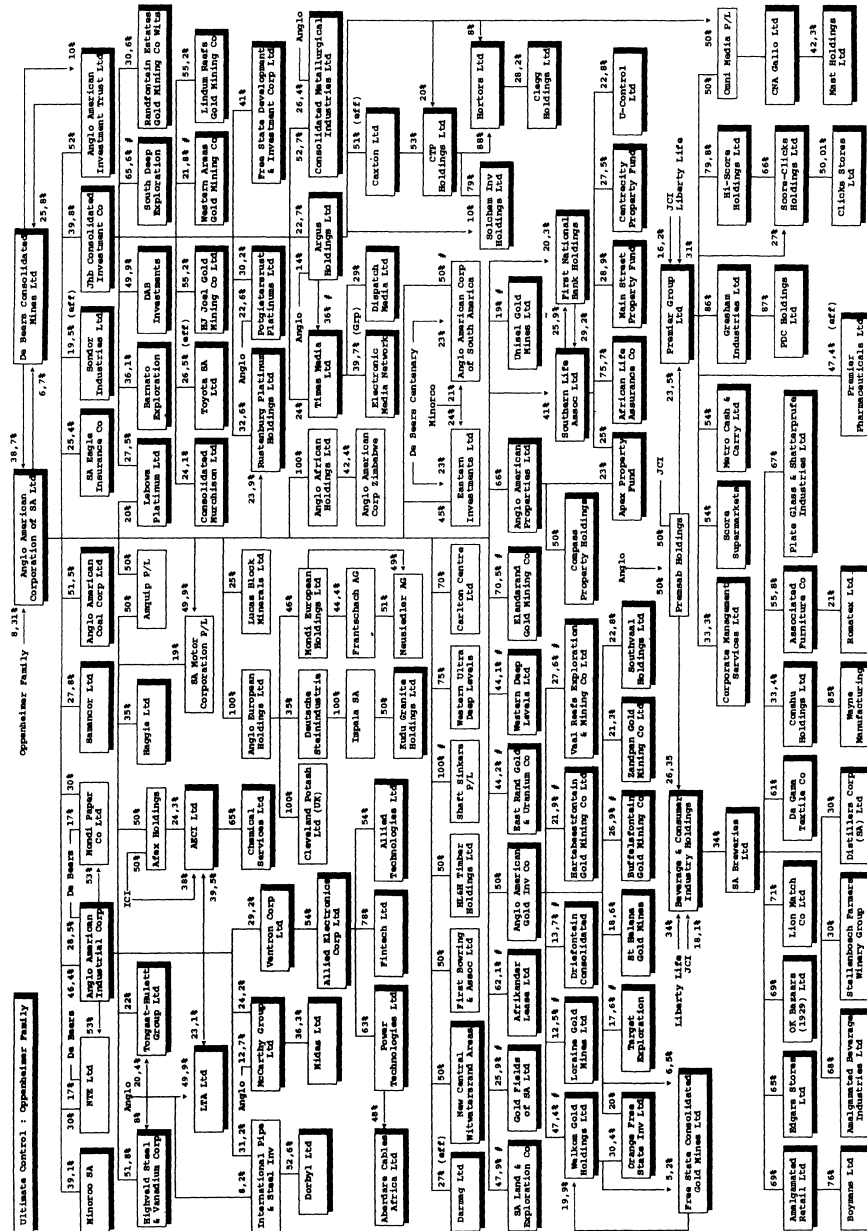 Ultimate Control : Oppenheimer Family
Oppenheimer Family
8,31%
38,7%
Anglo American
Corporation of SA Ltd
6,7%
De Beers Consolidated
Mines Ltd
25,8%
10%
39,1%
Minorco SA
30%
17%
De Beers
NTE Ltd
53%
46,4%
28,5%
De Beers
Anglo American
Industrial Corp
53%
17%
30%
Mondi Paper
Co Ltd
27,8%
Samancor Ltd
51,5%
Anglo American
Coal Corp Ltd
25,4%
SA Eagle
Insurance Co
19,5% (eff)
Sondor
Industries Ltd
39,8%
Jhb Consolidated
Investment Co
52%
Anglo American
Investment Trust Ltd
51,8%
Highveld Steel
& Vanadium Corp
8%
Anglo
20,4%
22%
Tongaat-Hulett
Group Ltd
49,9%
LTA Ltd
23,1%
ICI
50%
50%
Afex Holdings
38%
24,3%
AECI Ltd
39,5%
35%
Haggie Ltd
50%
50%
Amquip P/L
19%
49,9%
SA Motor
Corporation P/L
20%
27,5%
Lebowa
Platinum Ltd
36,1%
Barnato
Exploration
49,9%
DAB
Investments
65,6% #
South Deep
Exploration
30,6%
Randfontein Estates
Gold Mining Co Wits
24,1%
Consolidated
Murchison Ltd
26,5% (eff)
Toyota SA
Ltd
55,2%
HJ Joel Gold
Mining Co Ltd
21,8% #
Western Areas
Gold Mining Co
55,2%
Lindum Reefs
Gold Mining Co
8,2%
31,2%
International Pipe
& Steel Inv
52,6%
Dorbyl Ltd
Anglo
12,7%
24,2%
McCarthy Group
Ltd
36,3%
Midas Ltd
29,2%
Ventron Corp
Ltd
54%
Allied Electronics
Corp Ltd
65%
Chemical
Services Ltd
100%
Anglo European
Holdings Ltd
25%
Lucas Block
Minerals Ltd
23,9%
32,6%
Anglo
Rustenburg Platinum
Holdings Ltd
22,6%
30,2%
Potgietersrust
Platinums Ltd
41%
Free State Development
& Investment Corp Ltd
100%
Cleveland Potash
Ltd (UK)
35%
Deutsche
Steinindustrie
46%
Mondi European
Holdings Ltd
100%
Anglo African
Holdings Ltd
24%
Anglo
14%
Times Media
Ltd
36% #
22,7%
Argus
Holdings Ltd
52,7%
26,4%
Anglo
Consolidated Metallurgical
Industries Ltd
63%
Power
Technologies
78%
Fintech Ltd
54%
Allied
Technologies Ltd
48%
Aberdare Cables
Africa Ltd
100%
Impala SA
50%
Kudu Granite
Holdings Ltd
44,4%
Frantschach AG
51%
Neusiedler AG
49%
42,4%
Anglo American
Corp Zimbabwe
39,7% (Grp)
Electronic
Media Network
29%
Dispatch
Media Ltd
51% (eff)
Caxton Ltd
53%
CTP
Holdings Ltd
20%
79%
10%
Solchem Inv
Holdings Ltd
88%
8%
Hortors Ltd
28,2%
Clegg
Holdings Ltd
De Beers Centenary
45%
23%
Eastern
Investments Ltd
Minorco
24%
21%
23%
50% #
Anglo American Corp
of South America
27% (eff)
Darmag Ltd
50%
New Central
Witwatersrand Areas
50%
First Bowring
& Assoc Ltd
50%
HL&H Timber
Holdings Ltd
100% #
Shaft Sinkers
P/L
75%
Western Ultra
Deep Levels
70%
Carlton Centre
Ltd
47,9% #
SA Land &
Exploration Co
25,9% #
Gold Fields
of SA Ltd
62,1% #
Afrikander
Lease Ltd
50%
Anglo American
Gold Inv Co
44,2% #
East Rand Gold
& Uranium Co
44,1% #
Western Deep
Levels Ltd
70,5% #
Elandsrand
Gold Mining Co
66%
Anglo American
Properties Ltd
19% #
Unisel Gold
Mines Ltd
41%
Southern Life
Assoc Ltd
25,9%
29,2%
20,3%
First National
Bank Holdings
19,9%
47,4% #
Welkom Gold
Holdings Ltd
12,5% #
Loraine Gold
Mines Ltd
13,7% #
Driefontein
Consolidated
21,9% #
Hartebeestfontein
Gold Mining Co Ltd
27,6% #
Vaal Reefs Exploration
& Mining Co Ltd
50%
Compass
Property Holdings
23%
25%
Apex Property
Fund
75,7%
African Life
Assurance Co
28,9%
Main Street
Property Fund
27,5%
Centrecity
Property Fund
22,8%
U-Control Ltd
50%
50%
Omni Media P/L
CNA Gallo Ltd
42,3%
Mast Holdings
Ltd
30,4%
20%
Orange Free
State Inv Ltd
17,6% #
Target
Exploration
18,6%
St Helena
Gold Mines
26,9% #
Buffelsfontein
Gold Mining Co
21,3%
Zandpan Gold
Mining Co Ltd
22,8%
Southvaal
Holdings Ltd
5,2%
6,5%
Free State Consolidated
Gold Mines Ltd
Liberty Life
34%
JCI
18,1%
26,35
Beverage & Consumer
Industry Holdings
Anglo
50%
JCI
50%
Premsab Holdings
23,5%
16,2%
JCI
Liberty Life
31%
Premier Group
Ltd
34%
SA Breweries
Ltd
33,3%
Corporate Management
Services Ltd
54%
Score
Supermarkets
54%
Metro Cash &
Carry Ltd
86%
Gresham
Industries Ltd
87%
PDC Holdings
Ltd
27%
79,8%
Hi-Score
Holdings Ltd
66%
Score-Clicks
Holdings Ltd
50,01%
Clicks Stores
Ltd
47,4% (eff)
Premier
Pharmaceuticals Ltd
69%
Amalgamated
Retail Ltd
65%
Edgars Stores
Ltd
69%
OK Bazaars
(1929) Ltd
71%
Lion Match
Co Ltd
61%
Da Gama
Textile Co
33,4%
Conshu
Holdings Ltd
55,8%
Associated
Furniture Co
67%
Plate Glass & Shatterprufe
Industries Ltd
76%
Boymans Ltd
68%
Amalgamated Beverage
Industries Ltd
30%
Stellenbosch Farmers
Winery Group
30%
Distillers Corp
(SA) Ltd
85%
Wayne
Manufacturing
21%
Romatex Ltd